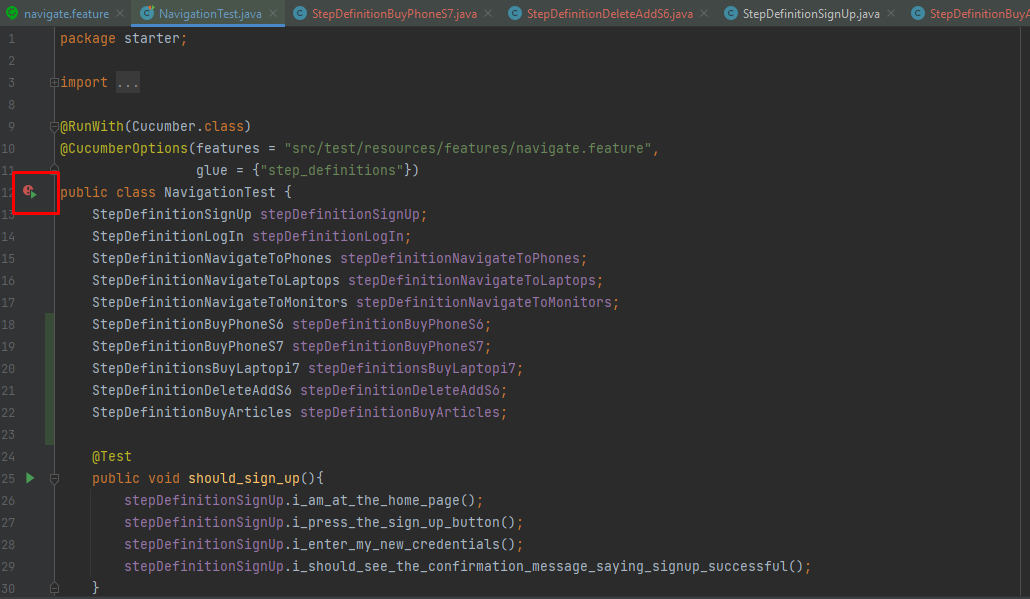 navigate.feature × NavigationTest.java × StepDefinitionBuyPhoneS7.java × StepDefinitionDeleteAddS6.java × StepDefinitionSignUp.java × StepDefinitionBuyA
1 package starter;
2
3 import ...
8
9 @RunWith(Cucumber.class)
10 @CucumberOptions(features = "src/test/resources/features/navigate.feature",
11 glue = {"step_definitions"})
12 public class NavigationTest {
13 StepDefinitionSignUp stepDefinitionSignUp;
14 StepDefinitionLogIn stepDefinitionLogIn;
15 StepDefinitionNavigateToPhones stepDefinitionNavigateToPhones;
16 StepDefinitionNavigateToLaptops stepDefinitionNavigateToLaptops;
17 StepDefinitionNavigateToMonitors stepDefinitionNavigateToMonitors;
18 StepDefinitionBuyPhoneS6 stepDefinitionBuyPhoneS6;
19 StepDefinitionBuyPhoneS7 stepDefinitionBuyPhoneS7;
20 StepDefinitionsBuyLaptopi7 stepDefinitionsBuyLaptopi7;
21 StepDefinitionDeleteAddS6 stepDefinitionDeleteAddS6;
22 StepDefinitionBuyArticles stepDefinitionBuyArticles;
23
24 @Test
25 public void should_sign_up(){
26 stepDefinitionSignUp.i_am_at_the_home_page();
27 stepDefinitionSignUp.i_press_the_sign_up_button();
28 stepDefinitionSignUp.i_enter_my_new_credentials();
29 stepDefinitionSignUp.i_should_see_the_confirmation_message_saying_signup_successful();
30 }